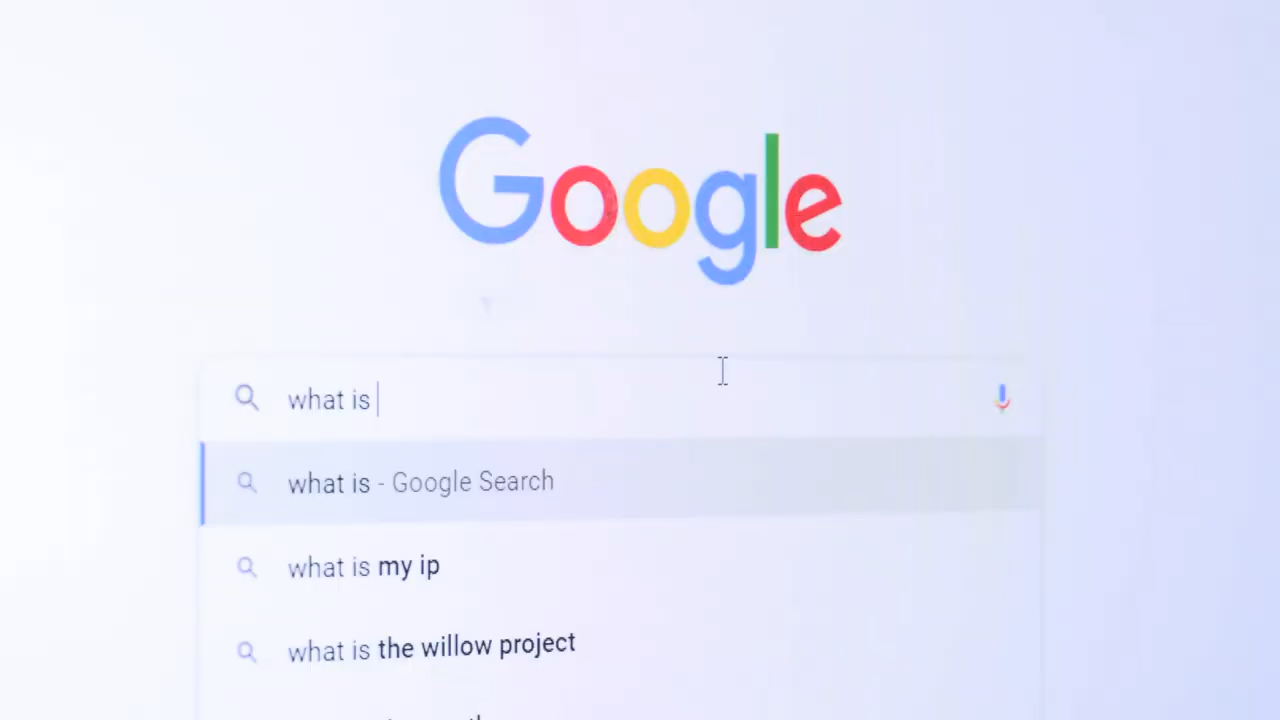 Google
what is
what is - Google Search
what is my ip
what is the willow project